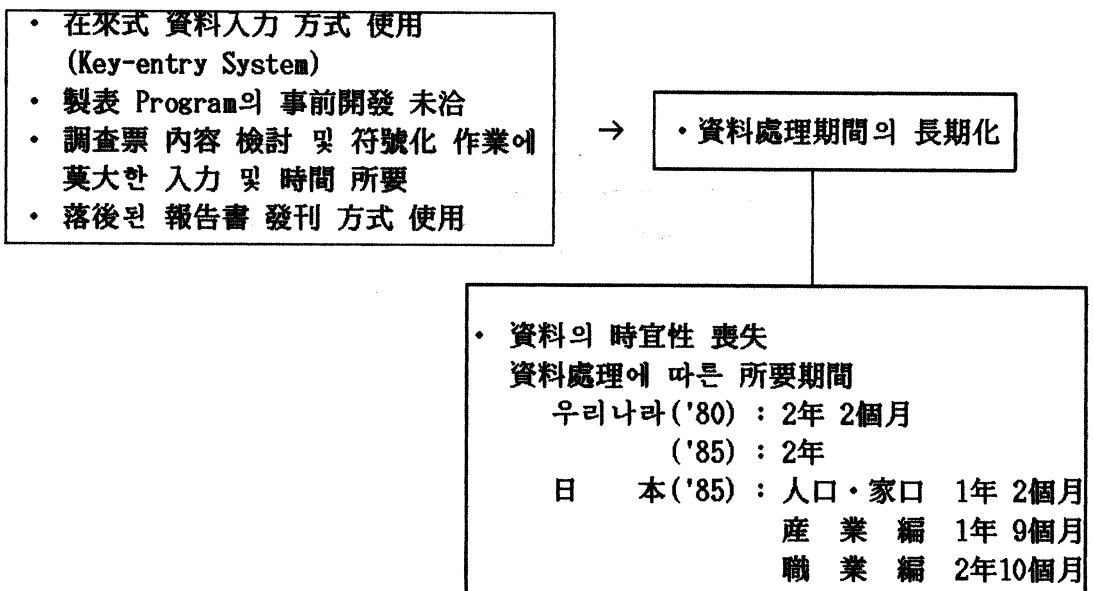 · 在來式 資料入力 方式 使用
(Key-entry System)
· 製表 Program의 事前開發 未洽
· 調査票 內容 檢討 및 符號化 作業에
莫大한 入力 및 時間 所要
· 落後된 報告書 發刊 方式 使用
→
· 資料處理期間의 長期化
· 資料의 時宜性 喪失
資料處理에 따른 所要期間
우리나라('80) : 2年 2個月
('85) : 2年
日 本('85) : 人口·家口 1年 2個月
産 業 編 1年 9個月
職 業 編 2年10個月